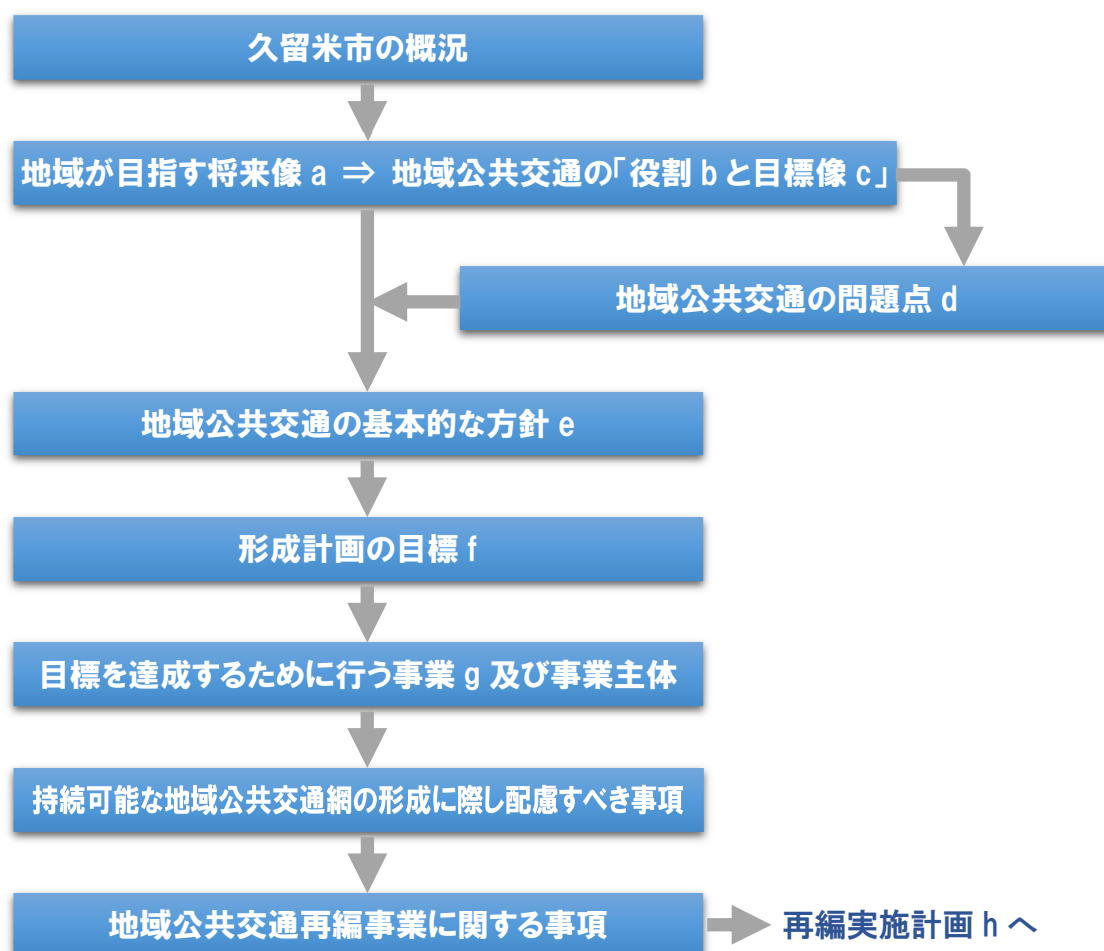 久留米市の概況
地域が目指す将来像 a ⇒ 地域公共交通の「役割 b と目標像 c」
地域公共交通の問題点 d
地域公共交通の基本的な方針 e
形成計画の目標 f
目標を達成するために行う事業 g 及び事業主体
持続可能な地域公共交通網の形成に際し配慮すべき事項
地域公共交通再編事業に関する事項
再編実施計画 h へ